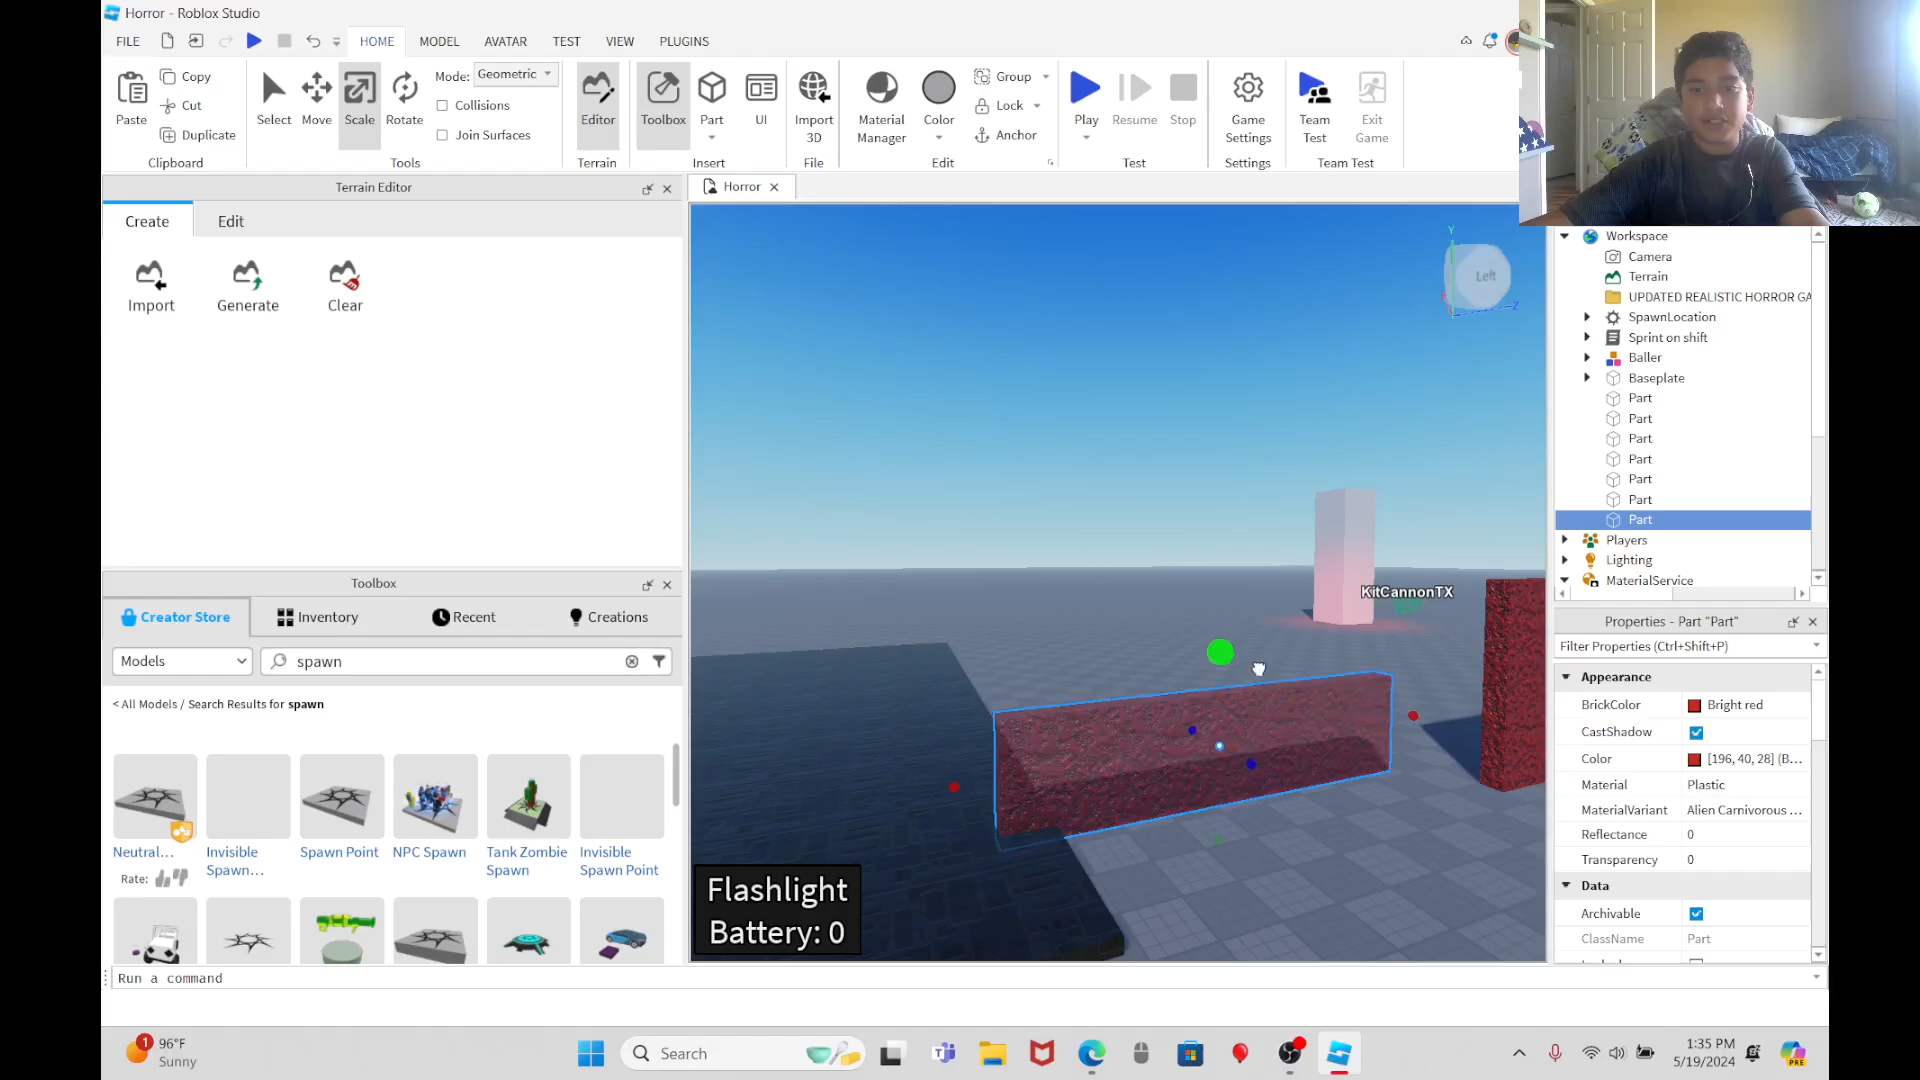 Horror - Roblox Studio
FILE
HOME
MODEL
AVATAR
TEST
VIEW
PLUGINS
Paste
Copy
Cut
Duplicate
Clipboard
Select
Move
Scale
Rotate
Mode:
Geometric
Collisions
Join Surfaces
Tools
Editor
Terrain
Toolbox
Part
UI
Insert
Import
3D
File
Material
Manager
Color
Group
Lock
Anchor
Edit
Play
Resume
Stop
Test
Game
Settings
Settings
Team
Test
Exit
Game
Team Test
Terrain Editor
Create
Edit
Import
Generate
Clear
Toolbox
Creator Store
Inventory
Recent
Creations
Models
spawn
< All Models / Search Results for spawn
Neutral...
Rate:
Invisible
Spawn...
Spawn Point
NPC Spawn
Tank Zombie
Spawn
Invisible
Spawn Point
Horror
Left
Y
Z
KitCannonTX
Flashlight
Battery: 0
Workspace
Camera
Terrain
UPDATED REALISTIC HORROR GA
SpawnLocation
Sprint on shift
Baller
Baseplate
Part
Part
Part
Part
Part
Part
Part
Players
Lighting
MaterialService
Properties - Part "Part"
Filter Properties (Ctrl+Shift+P)
Appearance
BrickColor
Bright red
CastShadow
Color
[196, 40, 28] (B...
Material
Plastic
MaterialVariant
Alien Carnivorous ...
Reflectance
0
Transparency
0
Data
Archivable
ClassName
Part
Run a command
1
96°F
Sunny
Search
1:35 PM
5/19/2024
PRE